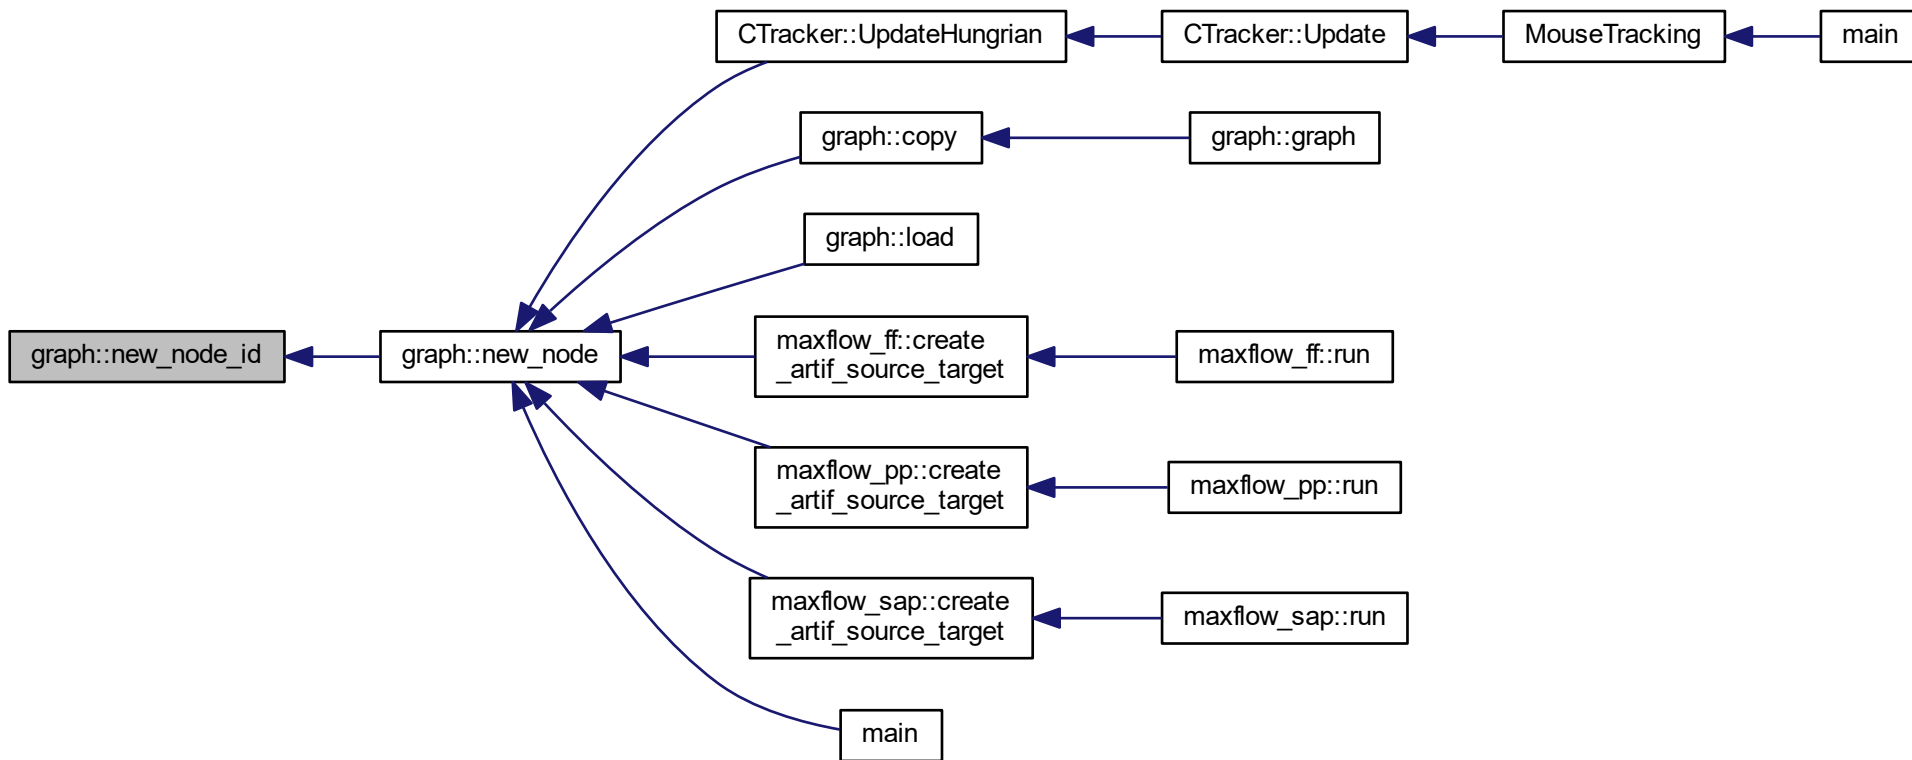 CTracker::UpdateHungrian
CTracker::Update
MouseTracking
main
graph::copy
graph::graph
graph::load
graph::new_node_id
graph::new_node
maxflow_ff::create
_artif_source_target
maxflow_ff::run
maxflow_pp::create
_artif_source_target
maxflow_pp::run
maxflow_sap::create
_artif_source_target
maxflow_sap::run
main